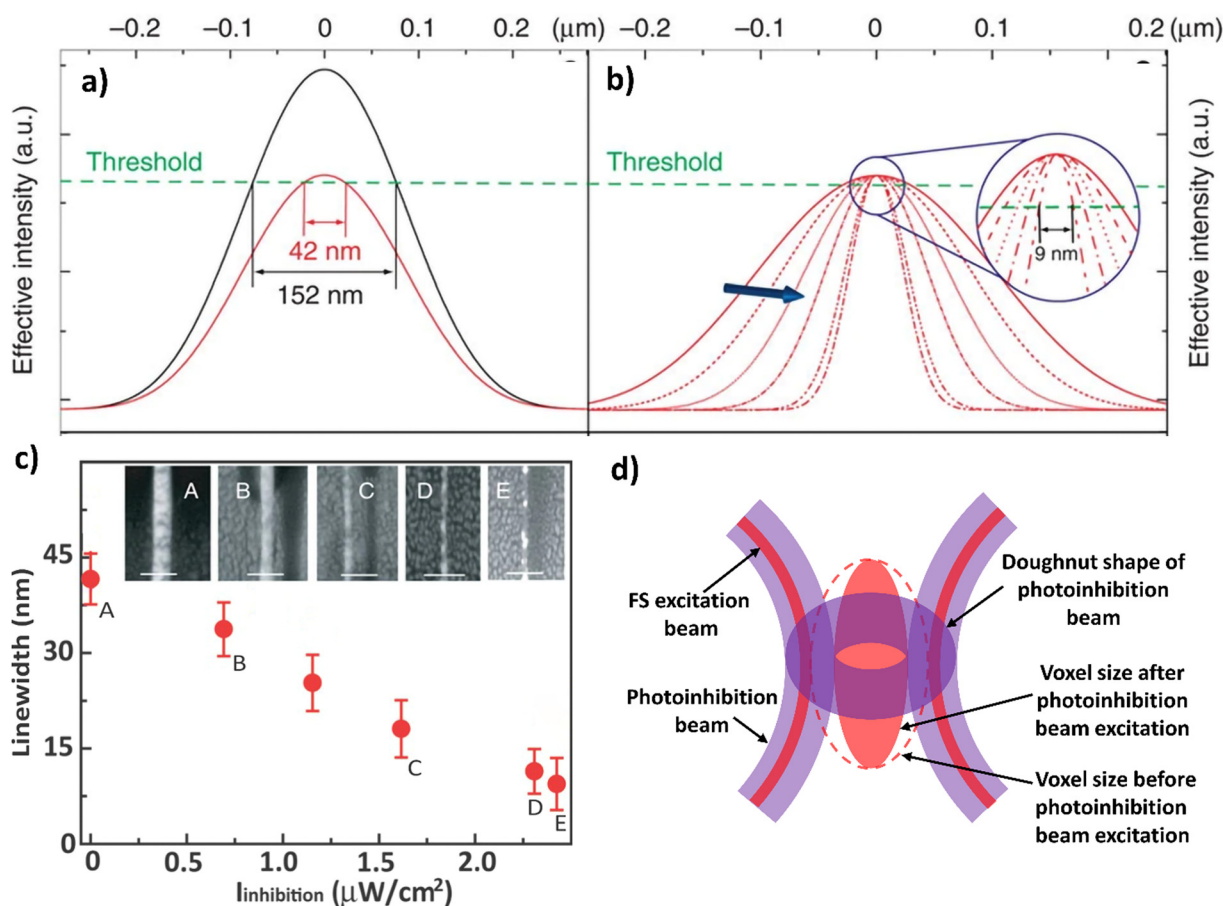 −0.2 −0.1 0 0.1 0.2 (μm)
−0.2 −0.1 0 0.1 0.2
(μm)
a)
b)
Effective intensity (a.u.)
Threshold
42 nm
152 nm
Threshold
9 nm
Effective intensity (a.u.)
c)
A B C D E
Linewidth (nm)
45
30
15
0
A
B
C
D
E
0 0.5 1.0 1.5 2.0
Iinhibition (μW/cm²)
d)
FS excitation
beam
Photoinhibition
beam
Doughnut shape of
photoinhibition
beam
Voxel size after
photoinhibition
beam excitation
Voxel size before
photoinhibition
beam excitation